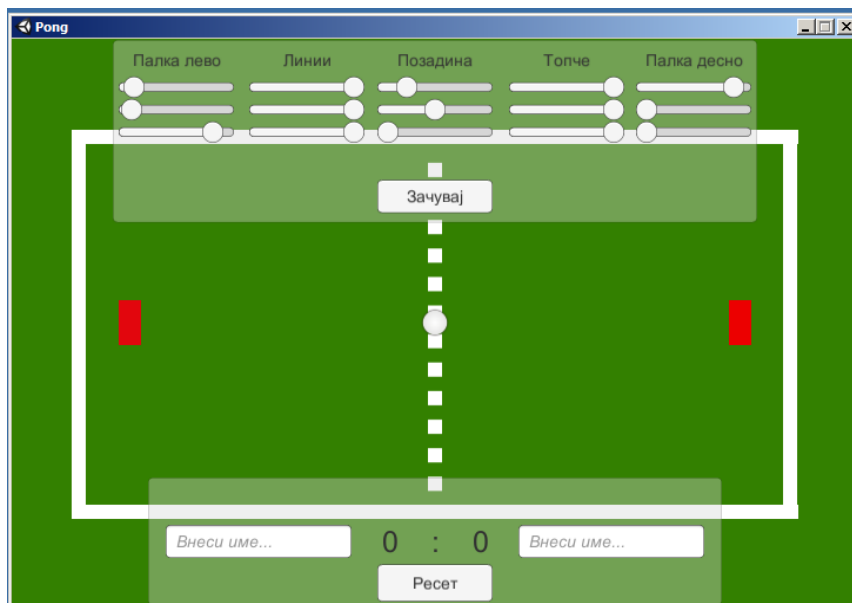 Pong
Палка лево Линии Позадина Топче Палка десно
Зачувај
Внеси име... 0 : 0 Внеси име...
Ресет